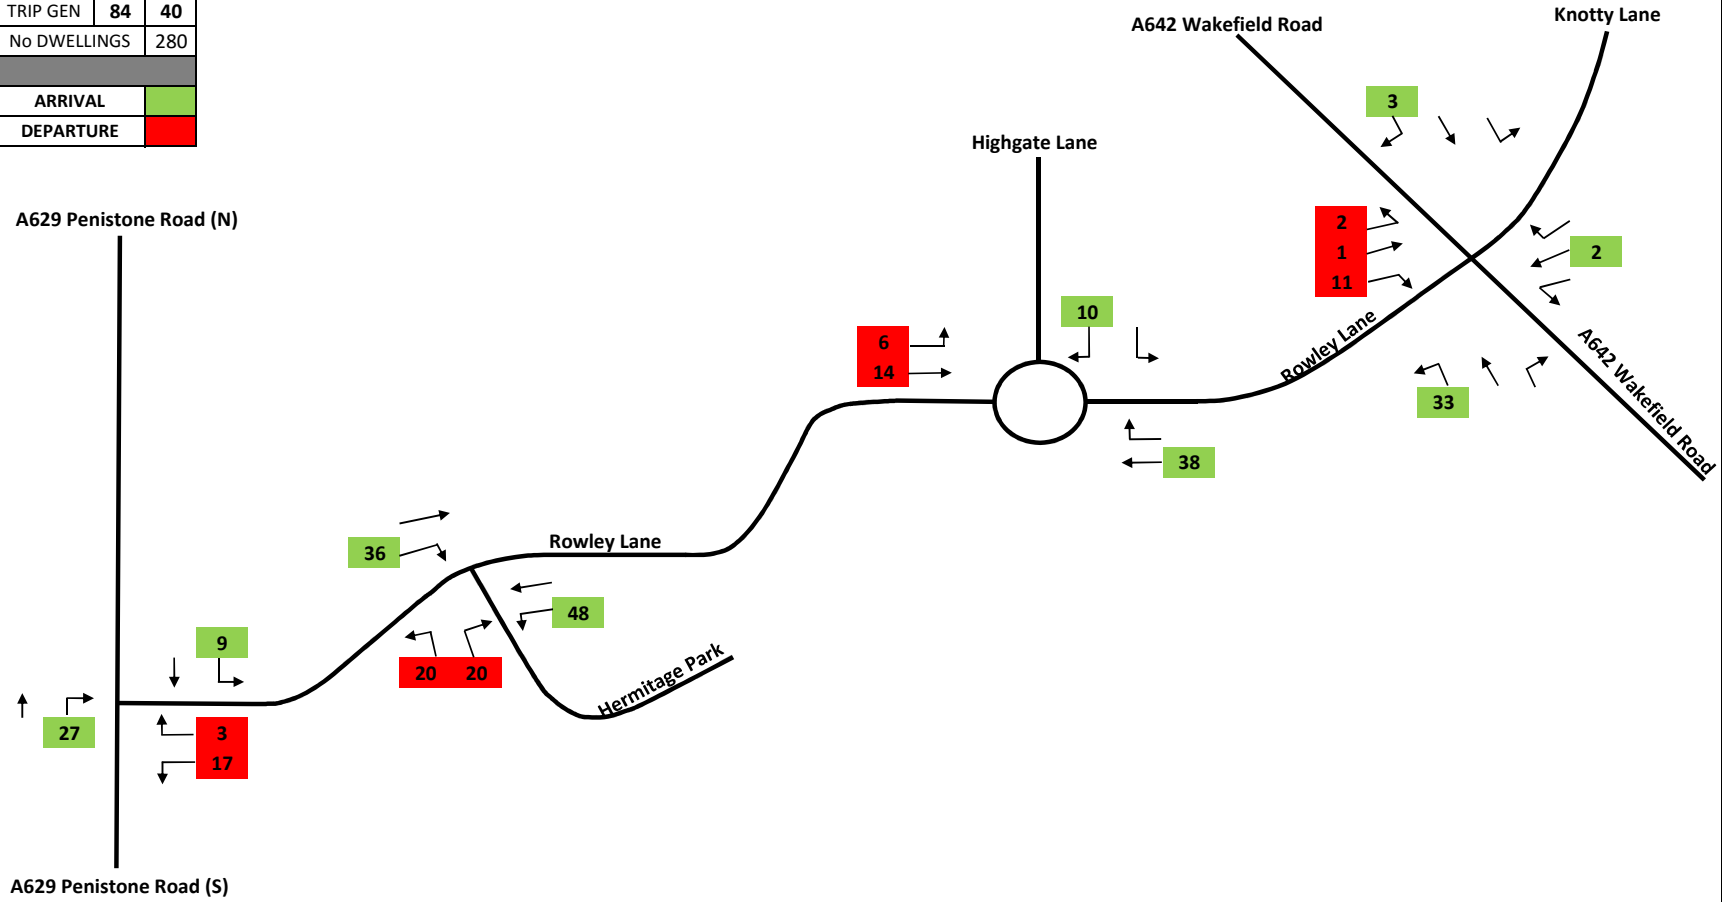 TRIP GEN 84 40
No DWELLINGS 280
ARRIVAL
DEPARTURE
A642 Wakefield Road
Knotty Lane
3
Highgate Lane
A629 Penistone Road (N)
2
1
11
2
10
6
14
Rowley Lane
A642 Wakefield Road
33
38
36
Rowley Lane
48
9
20 20
Hermitage Park
27
3
17
A629 Penistone Road (S)